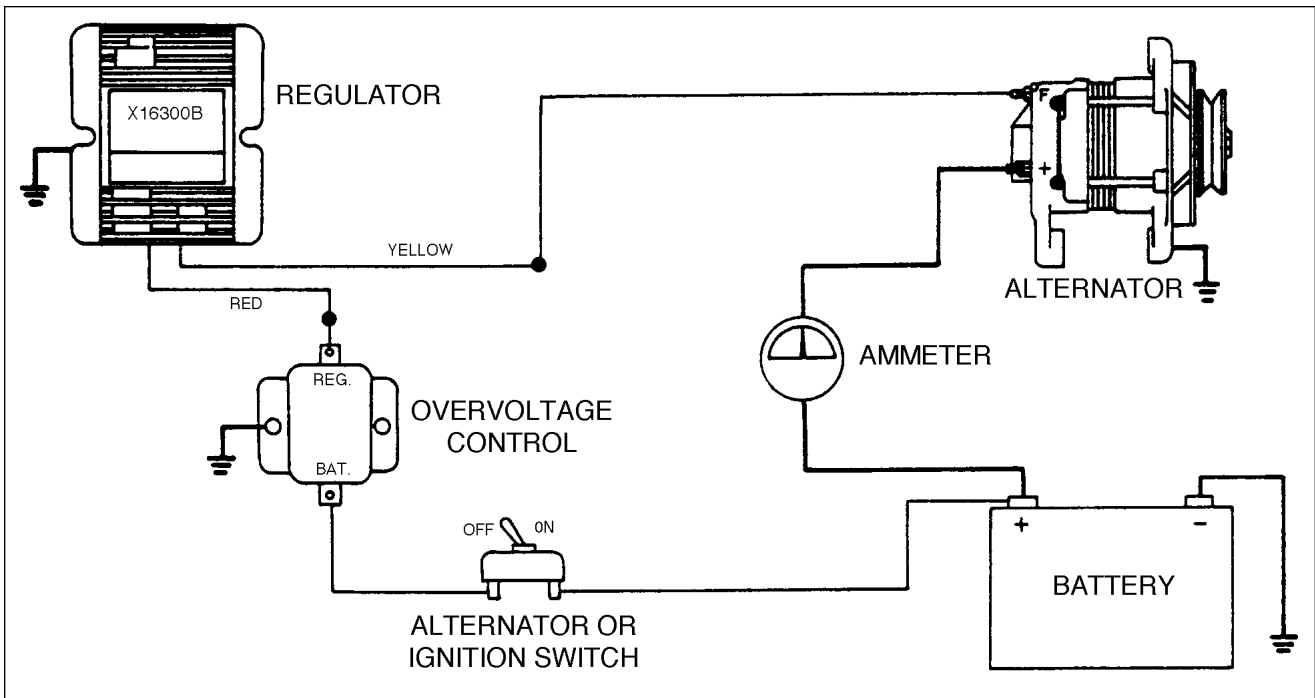 X16300B
REGULATOR
F
+
ALTERNATOR
YELLOW
RED
AMMETER
REG.
OVERVOLTAGE
CONTROL
BAT.
OFF
ON
ALTERNATOR OR
IGNITION SWITCH
+
-
BATTERY